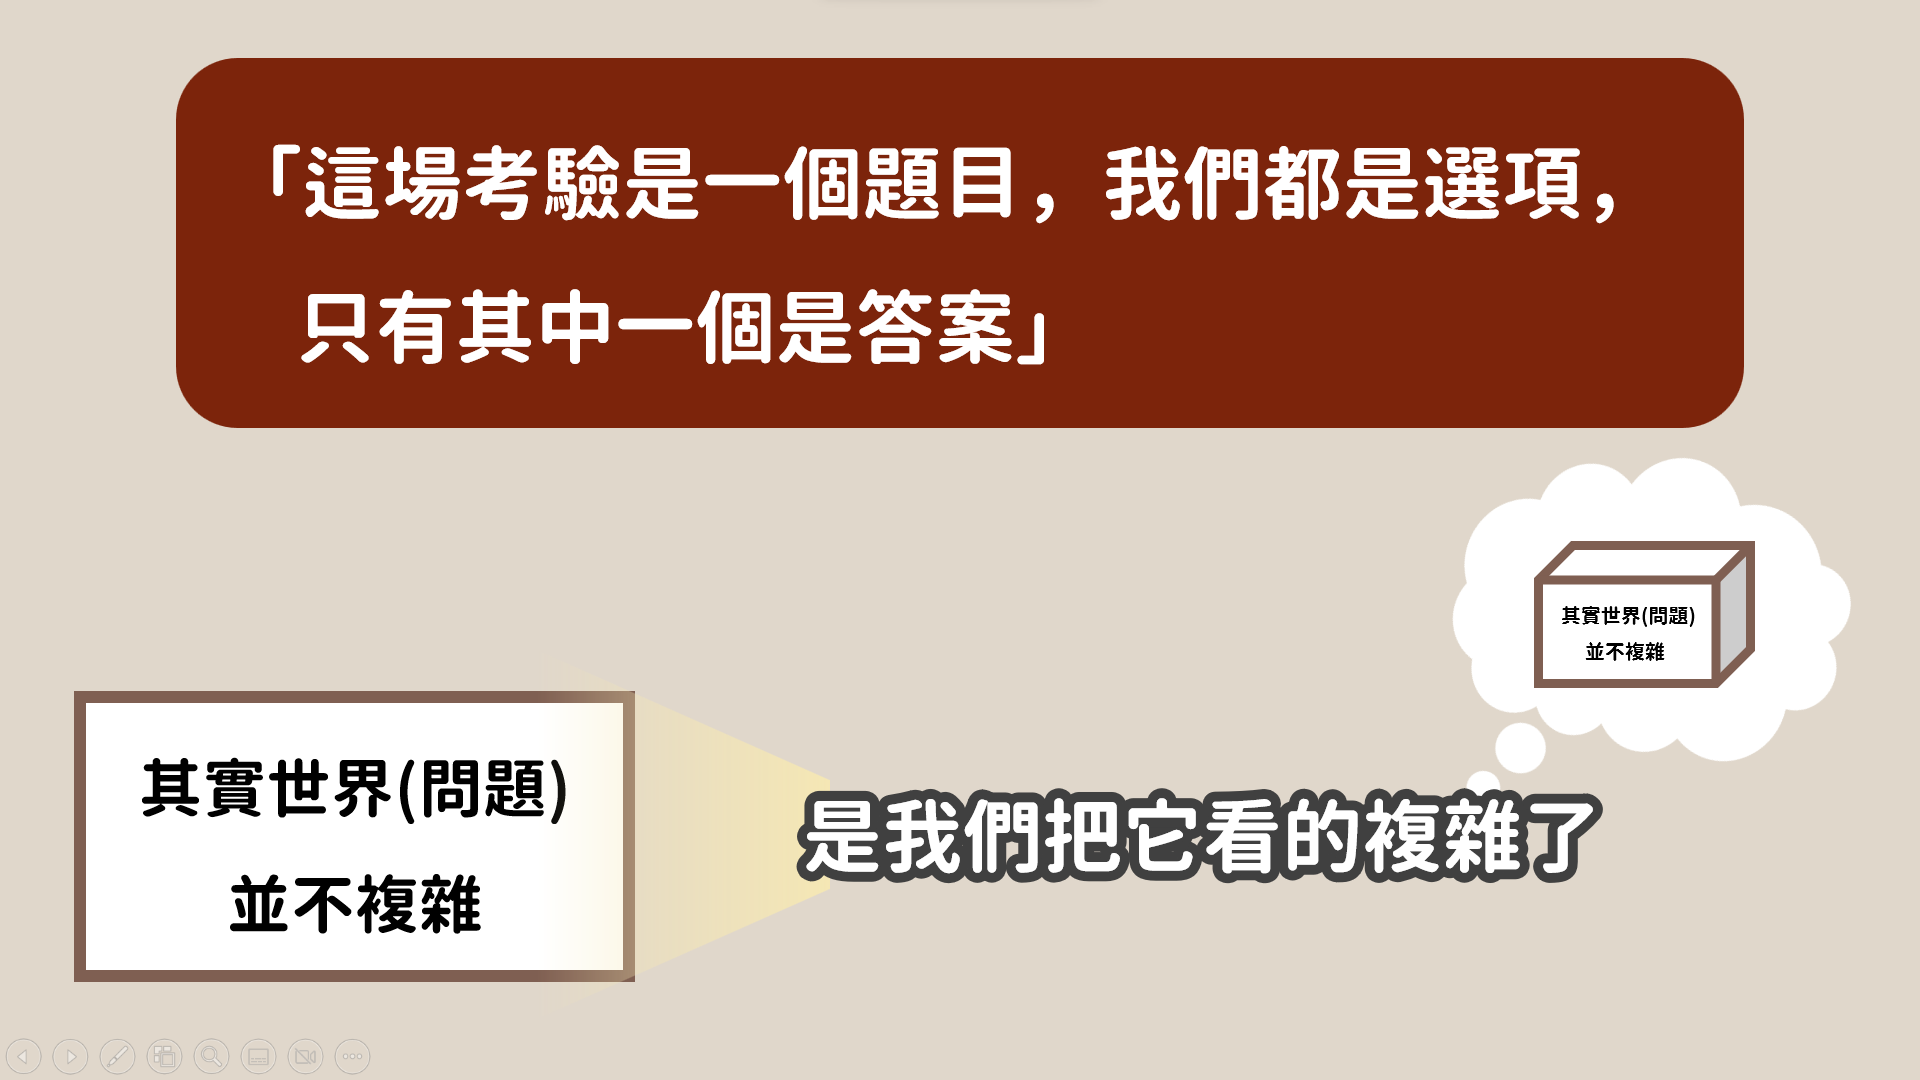 「這場考驗是一個題目，我們都是選項，
只有其中一個是答案」
其實世界(問題)
並不複雜
其實世界(問題)
並不複雜
是我們把它看的複雜了